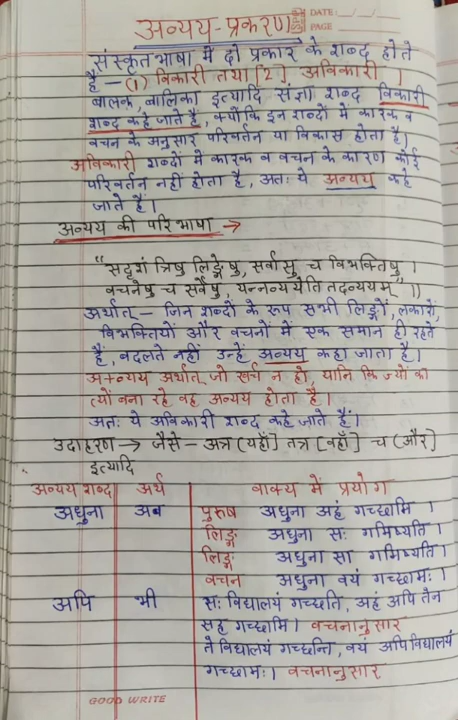 अव्यय-प्रकरण
DATE: / /
PAGE
संस्कृत भाषा में दो प्रकार के शब्द होते
हैं — (1) विकारी तथा [2]. अविकारी ।
बालक, बालिका इत्यादि संज्ञा शब्द विकारी
शब्द कहे जाते हैं, क्योंकि इन शब्दों में कारक व
वचन के अनुसार परिवर्तन या विकास होता है।
अविकारी शब्दों में कारक व वचन के कारण कोई
परिवर्तन नहीं होता है, अतः ये अव्यय कहे
जाते हैं।
अव्यय की परिभाषा →
"सदृशं त्रिषु लिङ्गेषु, सर्वासु च विभक्तिषु ।
वचनेषु च सर्वेषु, यन्नव्ययेति तदव्ययम्" ।।
अर्थात् — जिन शब्दों के रूप सभी लिङ्गों, लकारों,
विभक्तियों और वचनों में एक समान ही रहते
हैं, बदलते नहीं उन्हें अव्यय कहा जाता है।
अ+व्यय अर्थात् जो खर्च न हो, यानि कि ज्यों का
त्यों बना रहे वह अव्यय होता है।
अतः ये अविकारी शब्द कहे जाते हैं।
उदाहरण → जैसे — अत्र (यहाँ] तत्र [वहाँ] च (और]
इत्यादि
अव्यय शब्द अर्थ वाक्य में प्रयोग
अधुना अब पुरुष अधुना अहं गच्छामि ।
लिङ्ग अधुना सः गमिष्यति ।
लिङ्ग अधुना सा गमिष्यति।
वचन अधुना वयं गच्छामः ।
अपि भी सः विद्यालयं गच्छति, अहं अपि तेन
सह गच्छामि। वचनानुसार
ते विद्यालयं गच्छन्ति, वयं अपि विद्यालयं
गच्छामः। वचनानुसार
GOOD WRITE